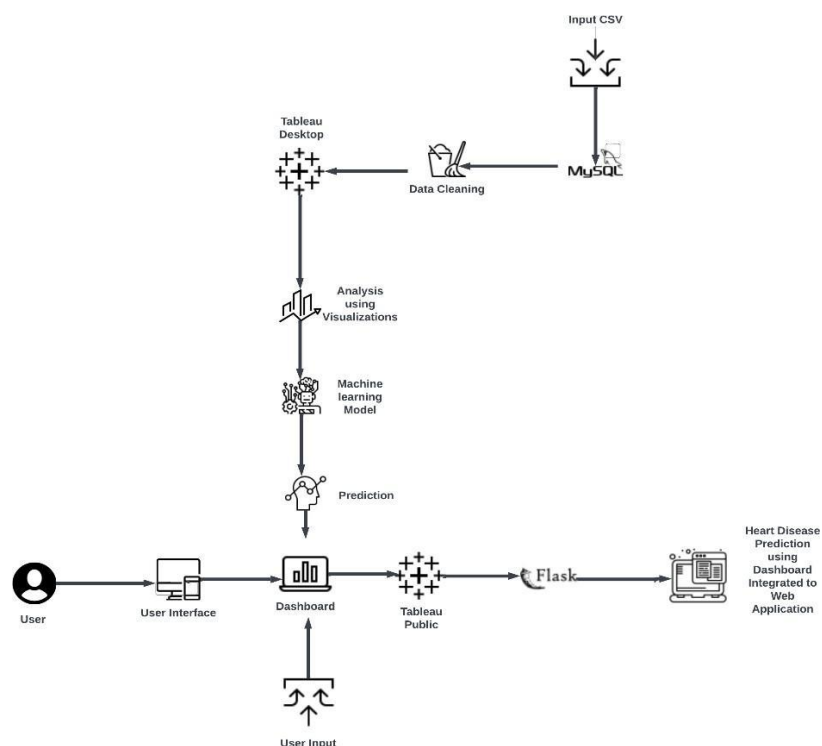 Input CSV
Tableau
Desktop
MySQL
Data Cleaning
Analysis
using
Visualizations
Machine
learning
Model
Prediction
Heart Disease
Prediction
using
Dashboard
Integrated to
Web
Application
Flask
User
User Interface
Dashboard
Tableau
Public
User Input